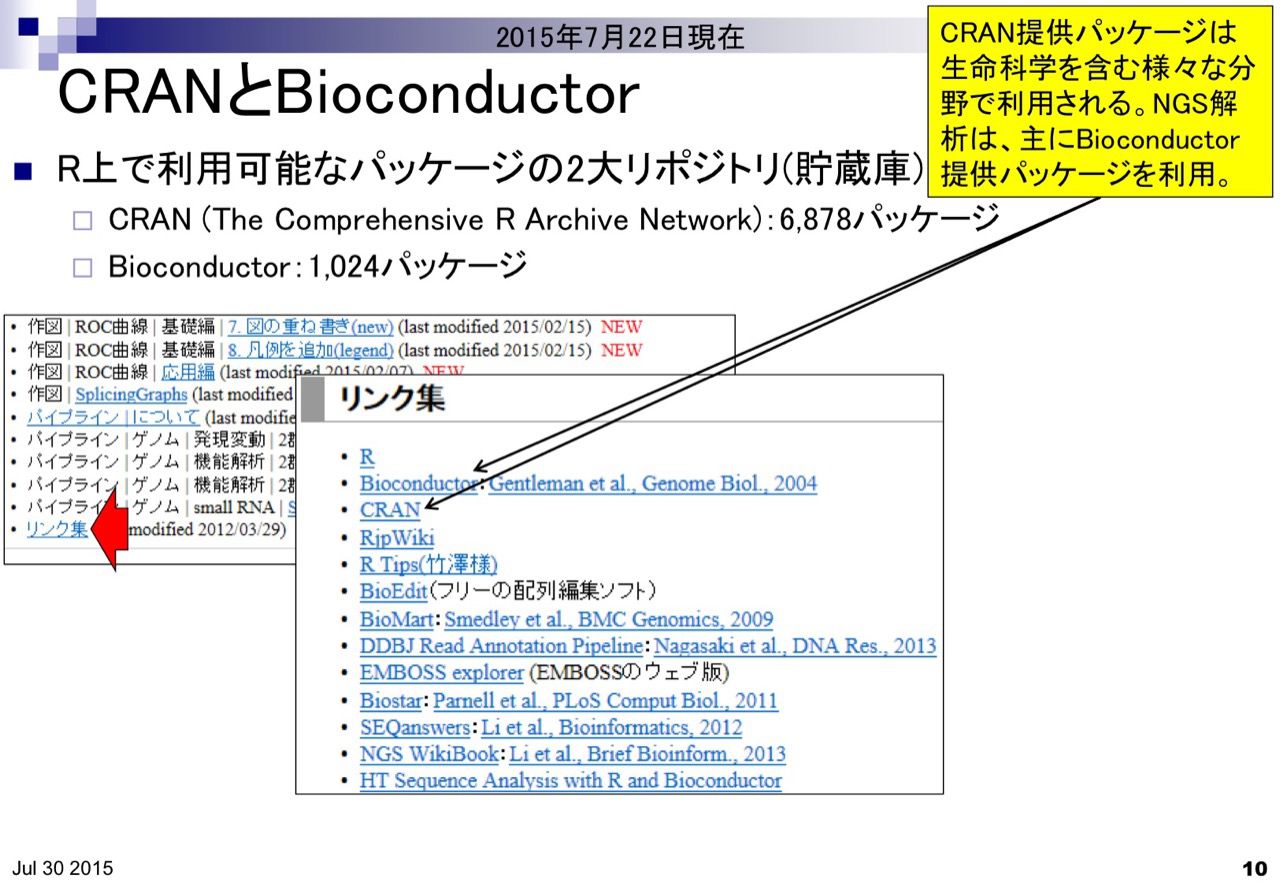 2015年7月22日現在
CRANとBioconductor
CRAN提供パッケージは
生命科学を含む様々な分
野で利用される。NGS解
析は、主にBioconductor
提供パッケージを利用。
■ R上で利用可能なパッケージの2大リポジトリ(貯蔵庫)
□ CRAN (The Comprehensive R Archive Network):6,878パッケージ
□ Bioconductor:1,024パッケージ
• 作図 | ROC曲線 | 基礎編 | 7. 図の重ね書き(new) (last modified 2015/02/15) NEW
• 作図 | ROC曲線 | 基礎編 | 8. 凡例を追加(legend) (last modified 2015/02/15) NEW
• 作図 | ROC曲線 | 応用編 (last modified 2015/02/07) NEW
• 作図 | SplicingGraphs (last modified
• パイプライン | について (last modifie
• パイプライン | ゲノム | 発現変動 | 2群
• パイプライン | ゲノム | 機能解析 | 2群
• パイプライン | ゲノム | 機能解析 | 2群
• パイプライン | ゲノム | small RNA | S
• リンク集 modified 2012/03/29)
リンク集
• R
• Bioconductor:Gentleman et al., Genome Biol., 2004
• CRAN
• RjpWiki
• R Tips(竹澤様)
• BioEdit(フリーの配列編集ソフト)
• BioMart:Smedley et al., BMC Genomics, 2009
• DDBJ Read Annotation Pipeline:Nagasaki et al., DNA Res., 2013
• EMBOSS explorer (EMBOSSのウェブ版)
• Biostar:Parnell et al., PLoS Comput Biol., 2011
• SEQanswers:Li et al., Bioinformatics, 2012
• NGS WikiBook:Li et al., Brief Bioinform., 2013
• HT Sequence Analysis with R and Bioconductor
Jul 30 2015
10